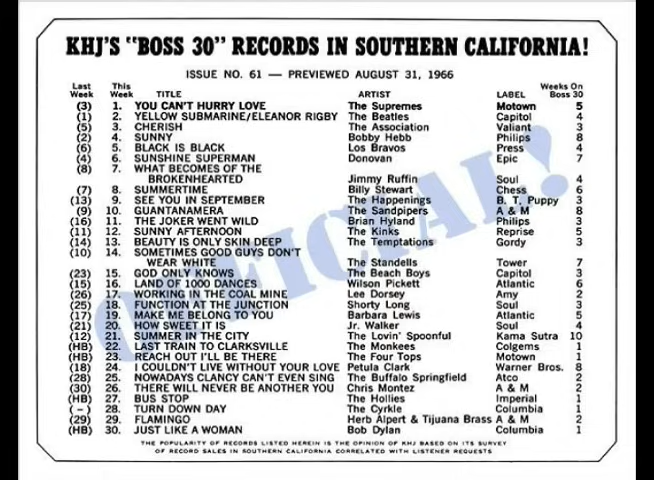 KHJ'S "BOSS 30" RECORDS IN SOUTHERN CALIFORNIA!
ISSUE NO. 61 — PREVIEWED AUGUST 31, 1966
Last Week This Week TITLE ARTIST LABEL Weeks On Boss 30
(3) 1. YOU CAN'T HURRY LOVE The Supremes Motown 5
(1) 2. YELLOW SUBMARINE/ELEANOR RIGBY The Beatles Capitol 4
(5) 3. CHERISH The Association Valiant 3
(2) 4. SUNNY Bobby Hebb Philips 8
(6) 5. BLACK IS BLACK Los Bravos Press 4
(4) 6. SUNSHINE SUPERMAN Donovan Epic 7
(8) 7. WHAT BECOMES OF THE
BROKENHEARTED Jimmy Ruffin Soul 4
(7) 8. SUMMERTIME Billy Stewart Chess 6
(13) 9. SEE YOU IN SEPTEMBER The Happenings B. T. Puppy 3
(9) 10. GUANTANAMERA The Sandpipers A & M 8
(16) 11. THE JOKER WENT WILD Brian Hyland Philips 3
(11) 12. SUNNY AFTERNOON The Kinks Reprise 5
(14) 13. BEAUTY IS ONLY SKIN DEEP The Temptations Gordy 3
(10) 14. SOMETIMES GOOD GUYS DON'T
WEAR WHITE The Standells Tower 7
(23) 15. GOD ONLY KNOWS The Beach Boys Capitol 3
(15) 16. LAND OF 1000 DANCES Wilson Pickett Atlantic 6
(26) 17. WORKING IN THE COAL MINE Lee Dorsey Amy 2
(25) 18. FUNCTION AT THE JUNCTION Shorty Long Soul 3
(17) 19. MAKE ME BELONG TO YOU Barbara Lewis Atlantic 5
(21) 20. HOW SWEET IT IS Jr. Walker Soul 4
(12) 21. SUMMER IN THE CITY The Lovin' Spoonful Kama Sutra 10
(HB) 22. LAST TRAIN TO CLARKSVILLE The Monkees Colgems 1
(HB) 23. REACH OUT I'LL BE THERE The Four Tops Motown 1
(18) 24. I COULDN'T LIVE WITHOUT YOUR LOVE Petula Clark Warner Bros. 8
(28) 25. NOWADAYS CLANCY CAN'T EVEN SING The Buffalo Springfield Atco 2
(30) 26. THERE WILL NEVER BE ANOTHER YOU Chris Montez A & M 2
(HB) 27. BUS STOP The Hollies Imperial 1
( – ) 28. TURN DOWN DAY The Cyrkle Columbia 1
(29) 29. FLAMINGO Herb Alpert & Tijuana Brass A & M 2
(HB) 30. JUST LIKE A WOMAN Bob Dylan Columbia 1
THE POPULARITY OF RECORDS LISTED HEREIN IS THE OPINION OF KHJ BASED ON ITS SURVEY
OF RECORD SALES IN SOUTHERN CALIFORNIA CORRELATED WITH LISTENER REQUESTS
OFFICIAL!